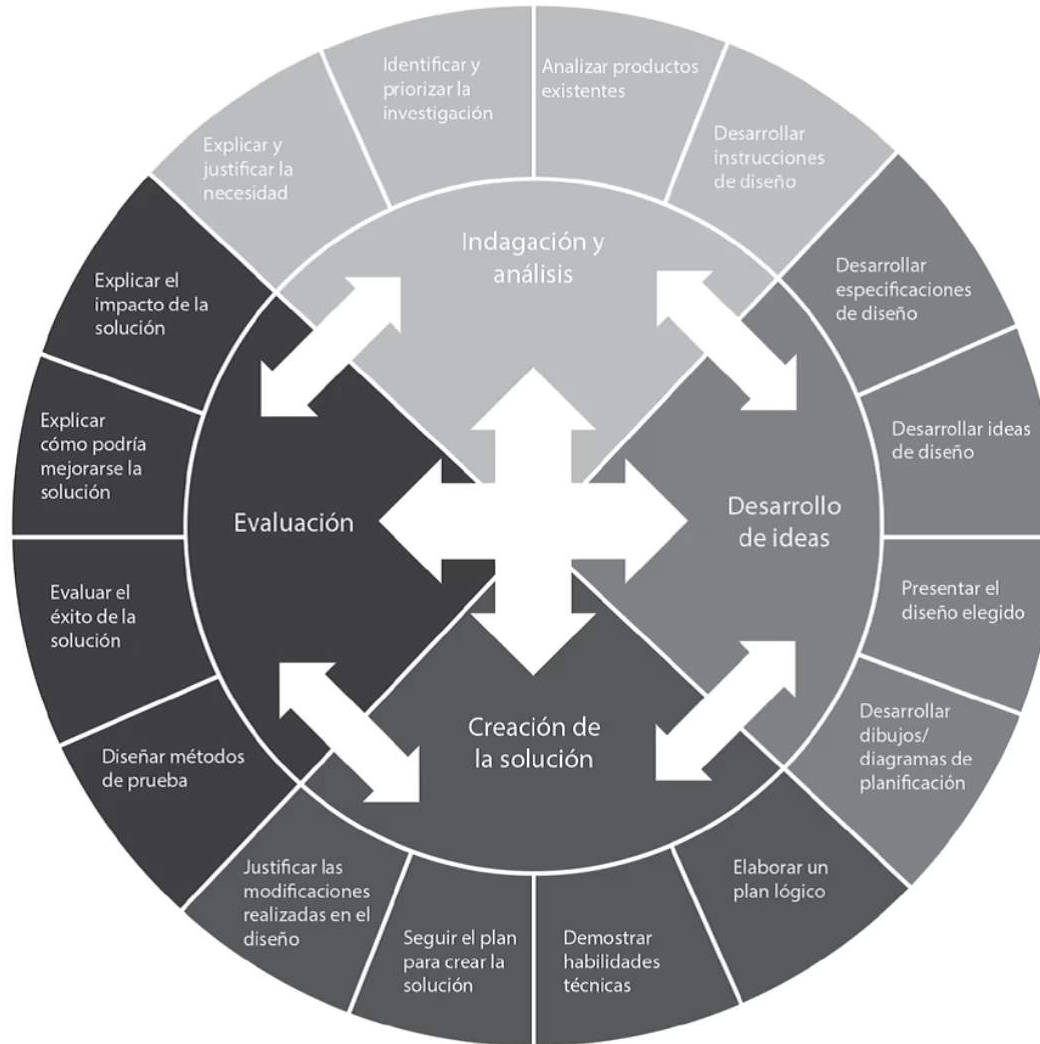 Identificar y
priorizar la
investigación
Analizar productos
existentes
Explicar y
justificar la
necesidad
Desarrollar
instrucciones
de diseño
Indagación y
análisis
Explicar el
impacto de la
solución
Desarrollar
especificaciones
de diseño
Explicar
cómo podría
mejorarse la
solución
Desarrollar ideas
de diseño
Evaluación
Desarrollo
de ideas
Evaluar el
éxito de la
solución
Presentar el
diseño elegido
Creación de
la solución
Diseñar métodos
de prueba
Desarrollar
dibujos/
diagramas de
planificación
Justificar las
modificaciones
realizadas en el
diseño
Seguir el plan
para crear la
solución
Demostrar
habilidades
técnicas
Elaborar un
plan lógico